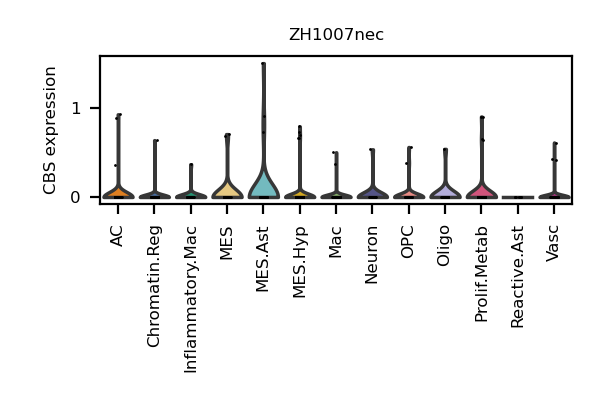 ZH1007nec
CBS expression
1
0
AC
Chromatin.Reg
Inflammatory.Mac
MES
MES.Ast
MES.Hyp
Mac
Neuron
OPC
Oligo
Prolif.Metab
Reactive.Ast
Vasc